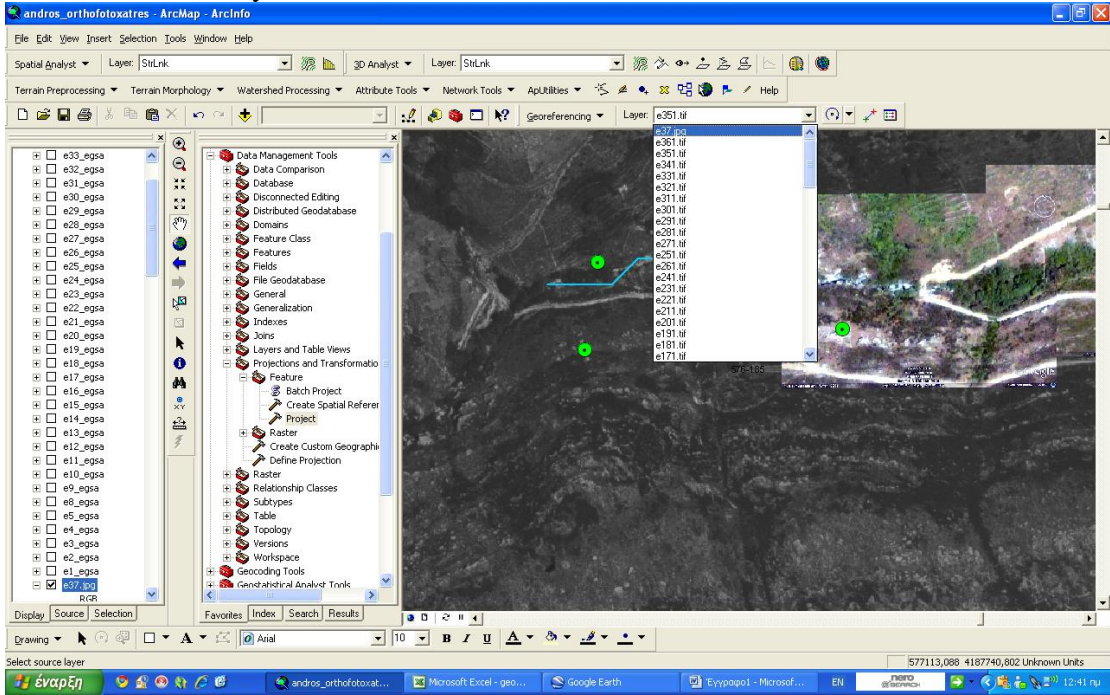 andros_orthofotoxatres - ArcMap - ArcInfo
File Edit View Insert Selection Tools Window Help
Spatial Analyst Layer: StrLnk 3D Analyst Layer: StrLnk
Terrain Preprocessing Terrain Morphology Watershed Processing Attribute Tools Network Tools ApUtilities Help
Georeferencing Layer: e351.tif
e37.jpg
e361.tif
e351.tif
e341.tif
e331.tif
e321.tif
e311.tif
e301.tif
e291.tif
e281.tif
e271.tif
e251.tif
e261.tif
e241.tif
e231.tif
e221.tif
e211.tif
e201.tif
e191.tif
e181.tif
e171.tif
e33_egsa
e32_egsa
e31_egsa
e30_egsa
e29_egsa
e28_egsa
e27_egsa
e26_egsa
e25_egsa
e24_egsa
e23_egsa
e22_egsa
e21_egsa
e20_egsa
e19_egsa
e18_egsa
e17_egsa
e16_egsa
e15_egsa
e14_egsa
e13_egsa
e12_egsa
e11_egsa
e10_egsa
e9_egsa
e8_egsa
e5_egsa
e4_egsa
e3_egsa
e2_egsa
e1_egsa
e37.jpg
RGB
Display Source Selection
Data Management Tools
Data Comparison
Database
Disconnected Editing
Distributed Geodatabase
Domains
Feature Class
Features
Fields
File Geodatabase
General
Generalization
Indexes
Joins
Layers and Table Views
Projections and Transformatio
Feature
Batch Project
Create Spatial Referer
Project
Raster
Create Custom Geographi
Define Projection
Raster
Relationship Classes
Subtypes
Table
Topology
Versions
Workspace
Geocoding Tools
Geostatistical Analyst Tools
Favorites Index Search Results
576-185
Drawing A Arial 10 B I U A
Select source layer
577113,088 4187740,802 Unknown Units
έναρξη
andros_orthofotoxat...
Microsoft Excel - geo...
Google Earth
Έγγραφο1 - Microsof...
EN
nero
SEARCH
12:41 πμ